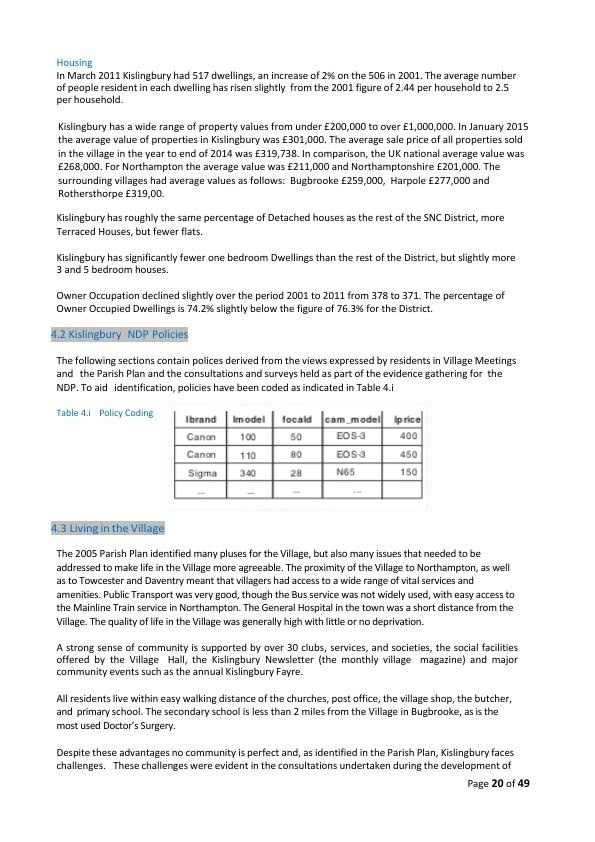 Housing
In March 2011 Kislingbury had 517 dwellings, an increase of 2% on the 506 in 2001. The average number
of people resident in each dwelling has risen slightly from the 2001 figure of 2.44 per household to 2.5
per household.
Kislingbury has a wide range of property values from under £200,000 to over £1,000,000. In January 2015
the average value of properties in Kislingbury was £301,000. The average sale price of all properties sold
in the village in the year to end of 2014 was £319,738. In comparison, the UK national average value was
£268,000. For Northampton the average value was £211,000 and Northamptonshire £201,000. The
surrounding villages had average values as follows: Bugbrooke £259,000, Harpole £277,000 and
Rothersthorpe £319,00.
Kislingbury has roughly the same percentage of Detached houses as the rest of the SNC District, more
Terraced Houses, but fewer flats.
Kislingbury has significantly fewer one bedroom Dwellings than the rest of the District, but slightly more
3 and 5 bedroom houses.
Owner Occupation declined slightly over the period 2001 to 2011 from 378 to 371. The percentage of
Owner Occupied Dwellings is 74.2% slightly below the figure of 76.3% for the District.
4.2 Kislingbury NDP Policies
The following sections contain polices derived from the views expressed by residents in Village Meetings
and the Parish Plan and the consultations and surveys held as part of the evidence gathering for the
NDP. To aid identification, policies have been coded as indicated in Table 4.i
Table 4.i Policy Coding
lbrand lmodel focald cam_model lprice
Canon 100 50 EOS-3 400
Canon 110 80 EOS-3 450
Sigma 340 28 N65 150
... ... ... ...
4.3 Living in the Village
The 2005 Parish Plan identified many pluses for the Village, but also many issues that needed to be
addressed to make life in the Village more agreeable. The proximity of the Village to Northampton, as well
as to Towcester and Daventry meant that villagers had access to a wide range of vital services and
amenities. Public Transport was very good, though the Bus service was not widely used, with easy access to
the Mainline Train service in Northampton. The General Hospital in the town was a short distance from the
Village. The quality of life in the Village was generally high with little or no deprivation.
A strong sense of community is supported by over 30 clubs, services, and societies, the social facilities
offered by the Village Hall, the Kislingbury Newsletter (the monthly village magazine) and major
community events such as the annual Kislingbury Fayre.
All residents live within easy walking distance of the churches, post office, the village shop, the butcher,
and primary school. The secondary school is less than 2 miles from the Village in Bugbrooke, as is the
most used Doctor’s Surgery.
Despite these advantages no community is perfect and, as identified in the Parish Plan, Kislingbury faces
challenges. These challenges were evident in the consultations undertaken during the development of
Page 20 of 49